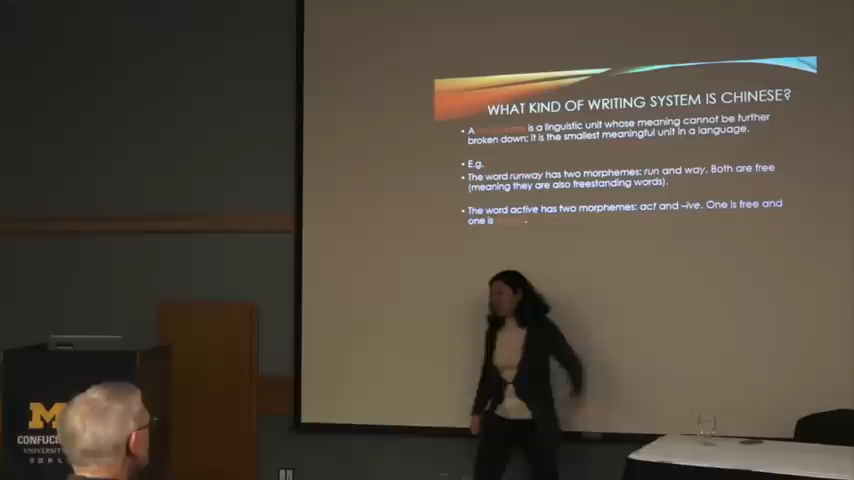 WHAT KIND OF WRITING SYSTEM IS CHINESE?
• A is a linguistic unit whose meaning cannot be further
broken down; it is the smallest meaningful unit in a language.
• E.g.
• The word runway has two morphemes: run and way. Both are free
(meaning they are also freestanding words).
• The word active has two morphemes: act and –ive. One is free and
one is .
M
CONFUC
UNIVERSIT